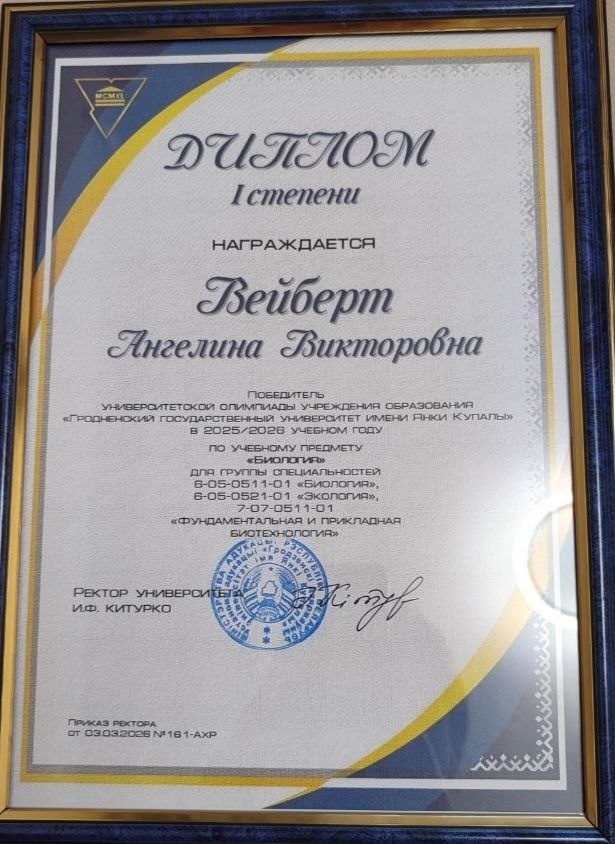 MCMXL
ДИПЛОМ
I степени
НАГРАЖДАЕТСЯ
Вейберт
Ангелина Викторовна
Победитель
университетской олимпиады учреждения образования
«Гродненский государственный университет имени Янки Купалы»
в 2025/2026 учебном году
по учебному предмету
«Биология»
для группы специальностей
6-05-0511-01 «Биология»,
6-05-0521-01 «Экология»,
7-07-0511-01
«Фундаментальная и прикладная
биотехнология»
Ректор университета
И.Ф. Китурко
Приказ ректора
от 03.03.2026 №161-АХР